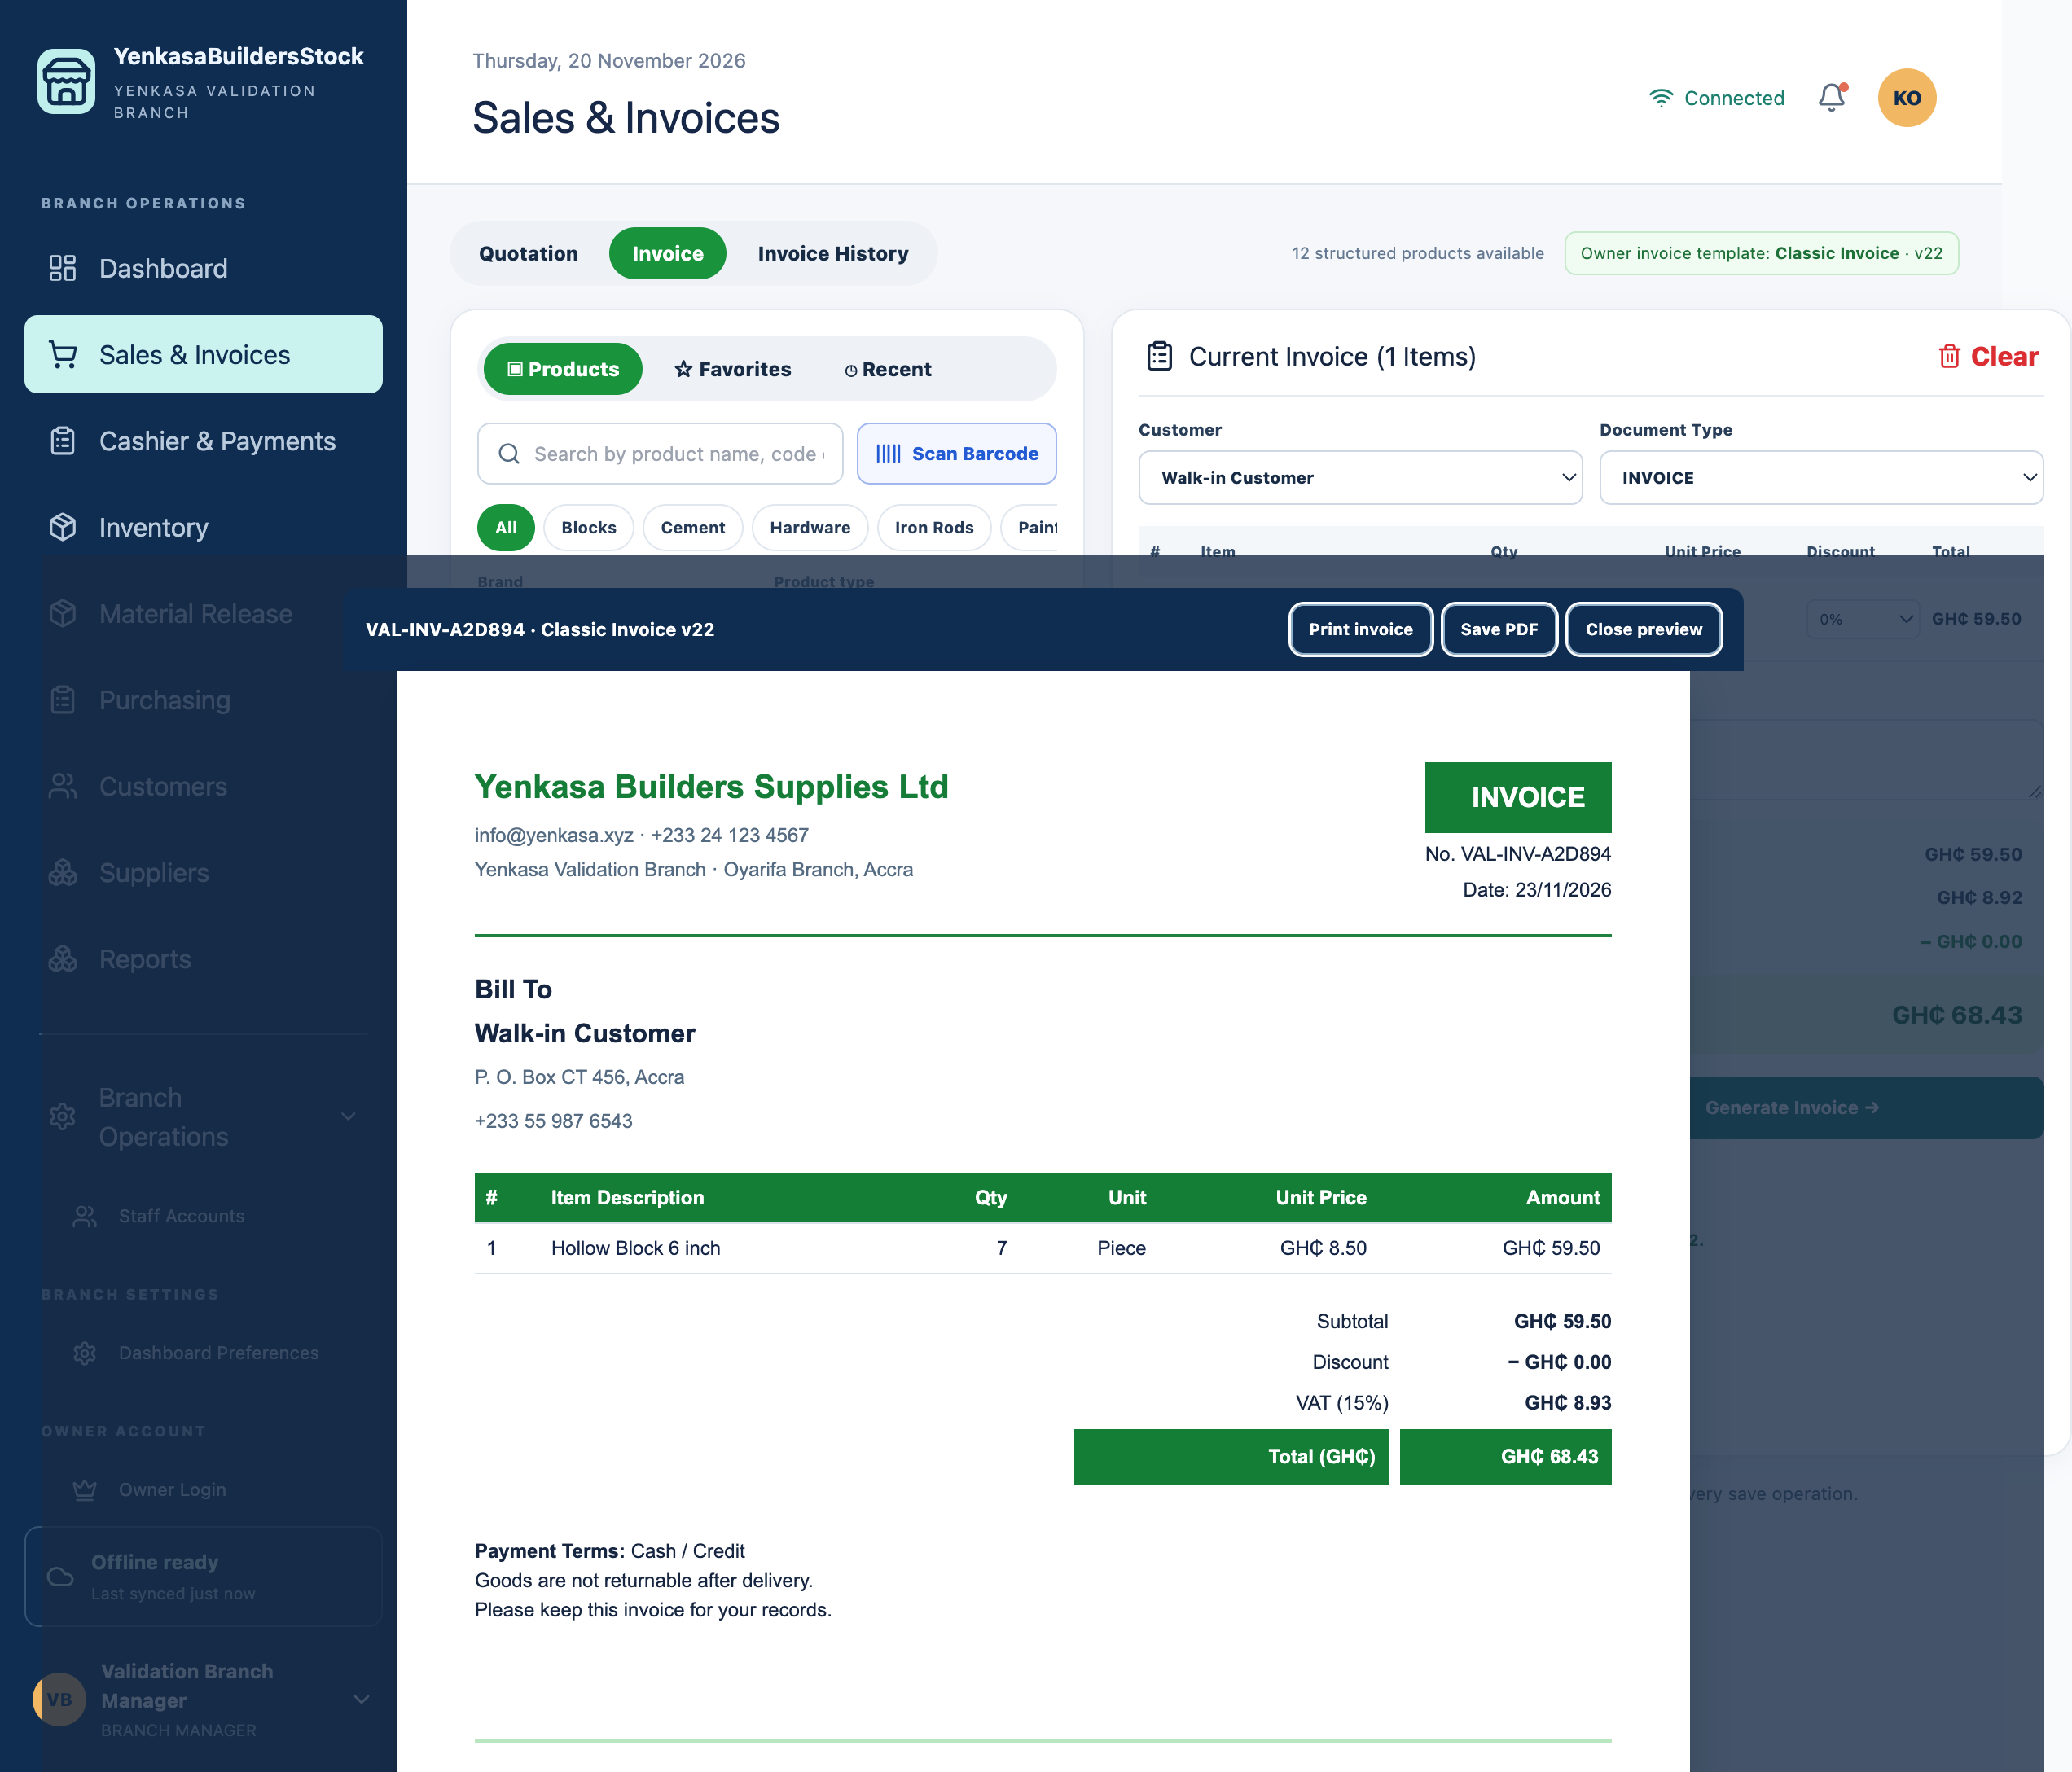 YenkasaBuildersStock
YENKASA VALIDATION
BRANCH
BRANCH OPERATIONS
Dashboard
Sales & Invoices
Cashier & Payments
Inventory
Material Release
Purchasing
Customers
Suppliers
Reports
Branch
Operations
Staff Accounts
BRANCH SETTINGS
Dashboard Preferences
OWNER ACCOUNT
Owner Login
Offline ready
Last synced just now
VB
Validation Branch
Manager
BRANCH MANAGER
Thursday, 20 November 2026
Sales & Invoices
Connected
KO
Quotation
Invoice
Invoice History
12 structured products available
Owner invoice template: Classic Invoice · v22
Products
Favorites
Recent
Search by product name, code
Scan Barcode
All
Blocks
Cement
Hardware
Iron Rods
Paint
Brand
Product type
Current Invoice (1 Items)
Clear
Customer
Document Type
Walk-in Customer
INVOICE
# Item Qty Unit Price Discount Total
0%
GH₵ 59.50
GH₵ 59.50
GH₵ 8.92
− GH₵ 0.00
GH₵ 68.43
Generate Invoice →
2.
very save operation.
VAL-INV-A2D894 · Classic Invoice v22
Print invoice
Save PDF
Close preview
Yenkasa Builders Supplies Ltd
info@yenkasa.xyz · +233 24 123 4567
Yenkasa Validation Branch · Oyarifa Branch, Accra
INVOICE
No. VAL-INV-A2D894
Date: 23/11/2026
Bill To
Walk-in Customer
P. O. Box CT 456, Accra
+233 55 987 6543
# Item Description Qty Unit Unit Price Amount
1 Hollow Block 6 inch 7 Piece GH₵ 8.50 GH₵ 59.50
Subtotal GH₵ 59.50
Discount − GH₵ 0.00
VAT (15%) GH₵ 8.93
Total (GH₵) GH₵ 68.43
Payment Terms: Cash / Credit
Goods are not returnable after delivery.
Please keep this invoice for your records.